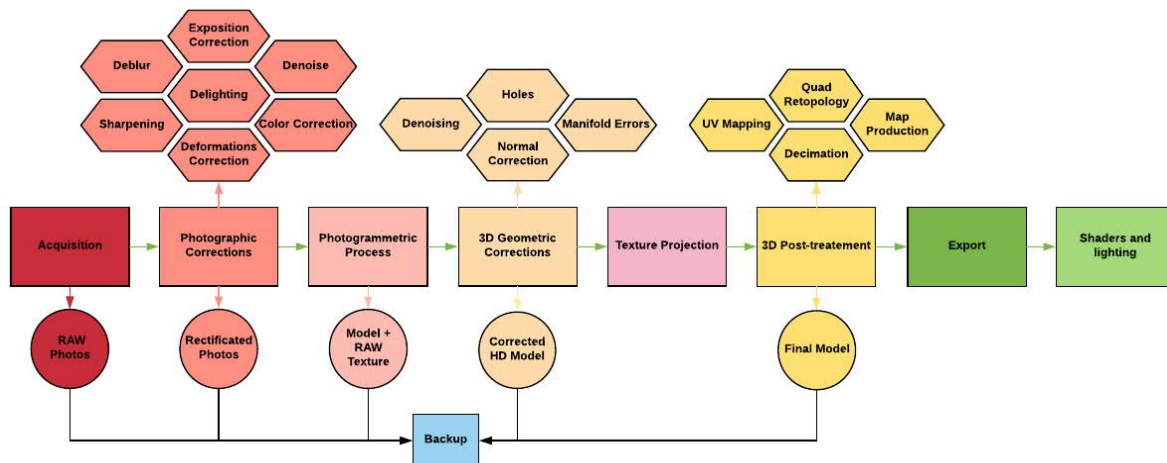 Exposition
Correction
Deblur
Denoise
Delighting
Sharpening
Color Correction
Deformations
Correction
Holes
Denoising
Manifold Errors
Normal
Correction
Quad
Retopology
UV Mapping
Map
Production
Decimation
Acquisition
Photographic
Corrections
Photogrammetric
Process
3D Geometric
Corrections
Texture Projection
3D Post-treatement
Export
Shaders and
lighting
RAW
Photos
Rectificated
Photos
Model +
RAW
Texture
Corrected
HD Model
Final Model
Backup